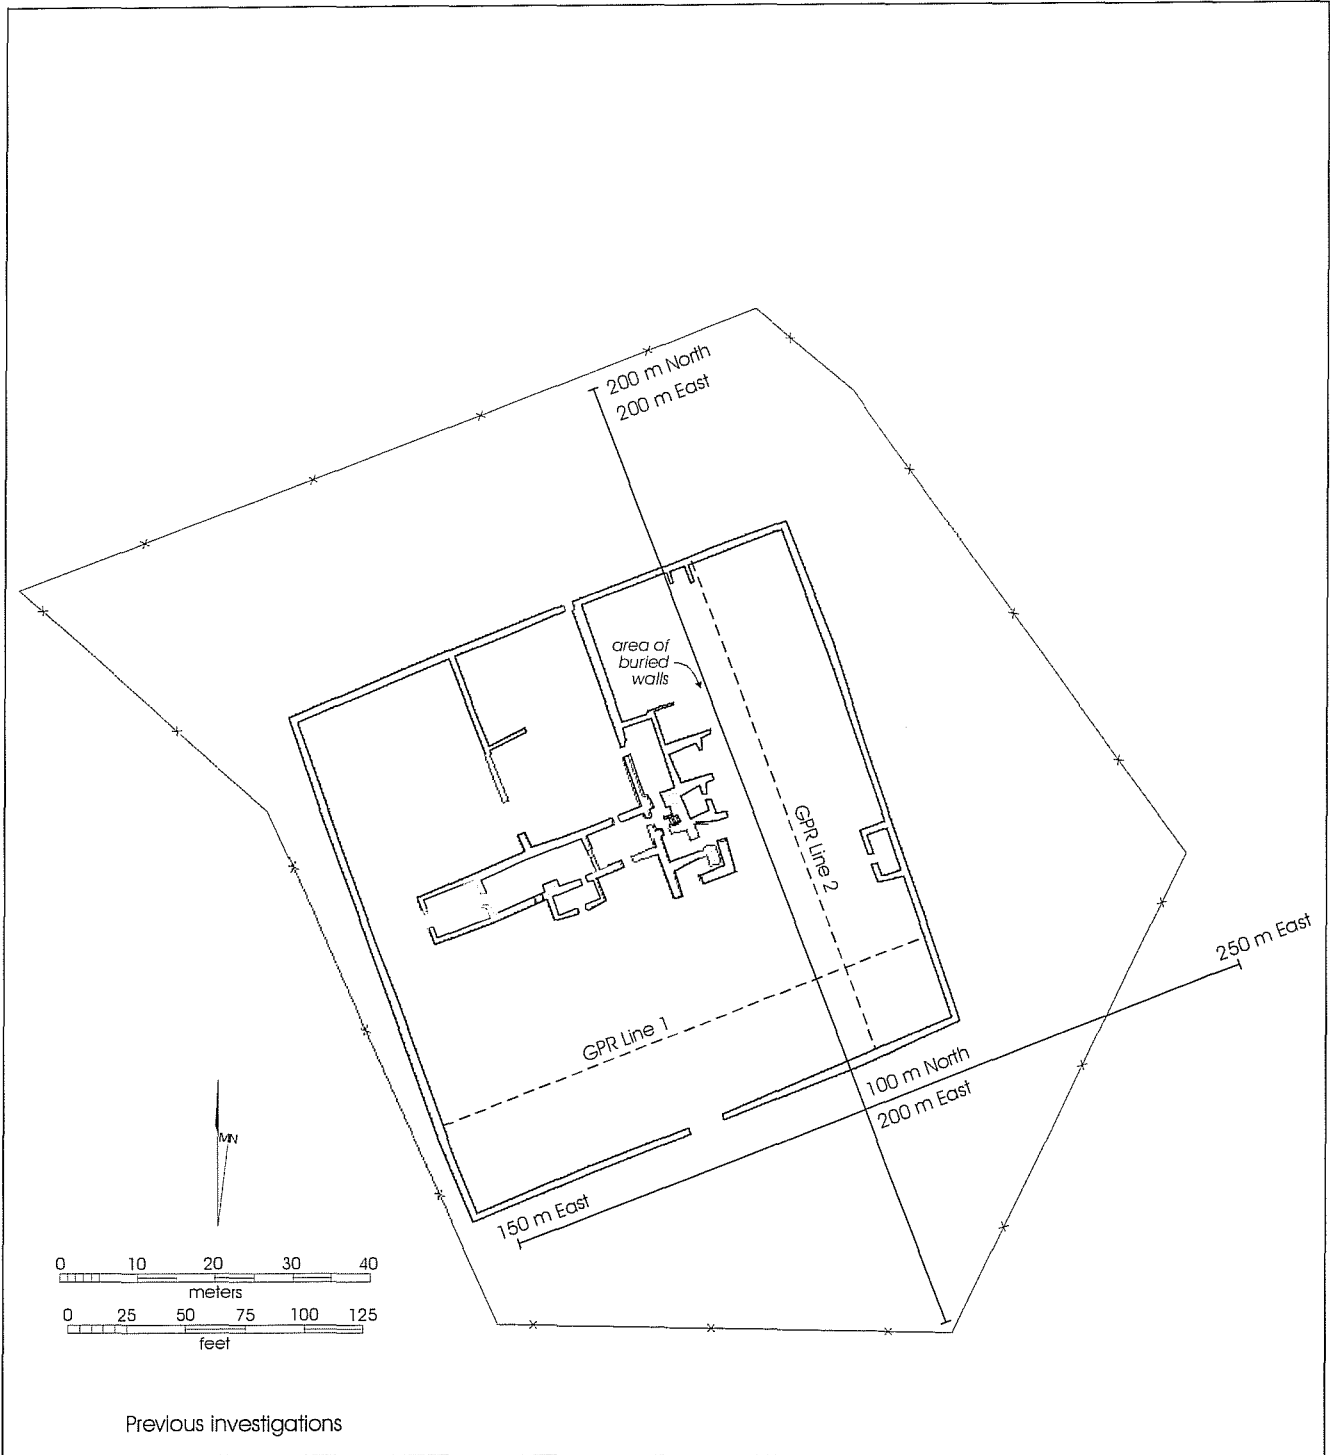 200 m North
200 m East
area of
buried
walls
GPR Line 2
250 m East
GPR Line 1
100 m North
200 m East
MN
150 m East
0 10 20 30 40
meters
0 25 50 75 100 125
feet
Previous investigations